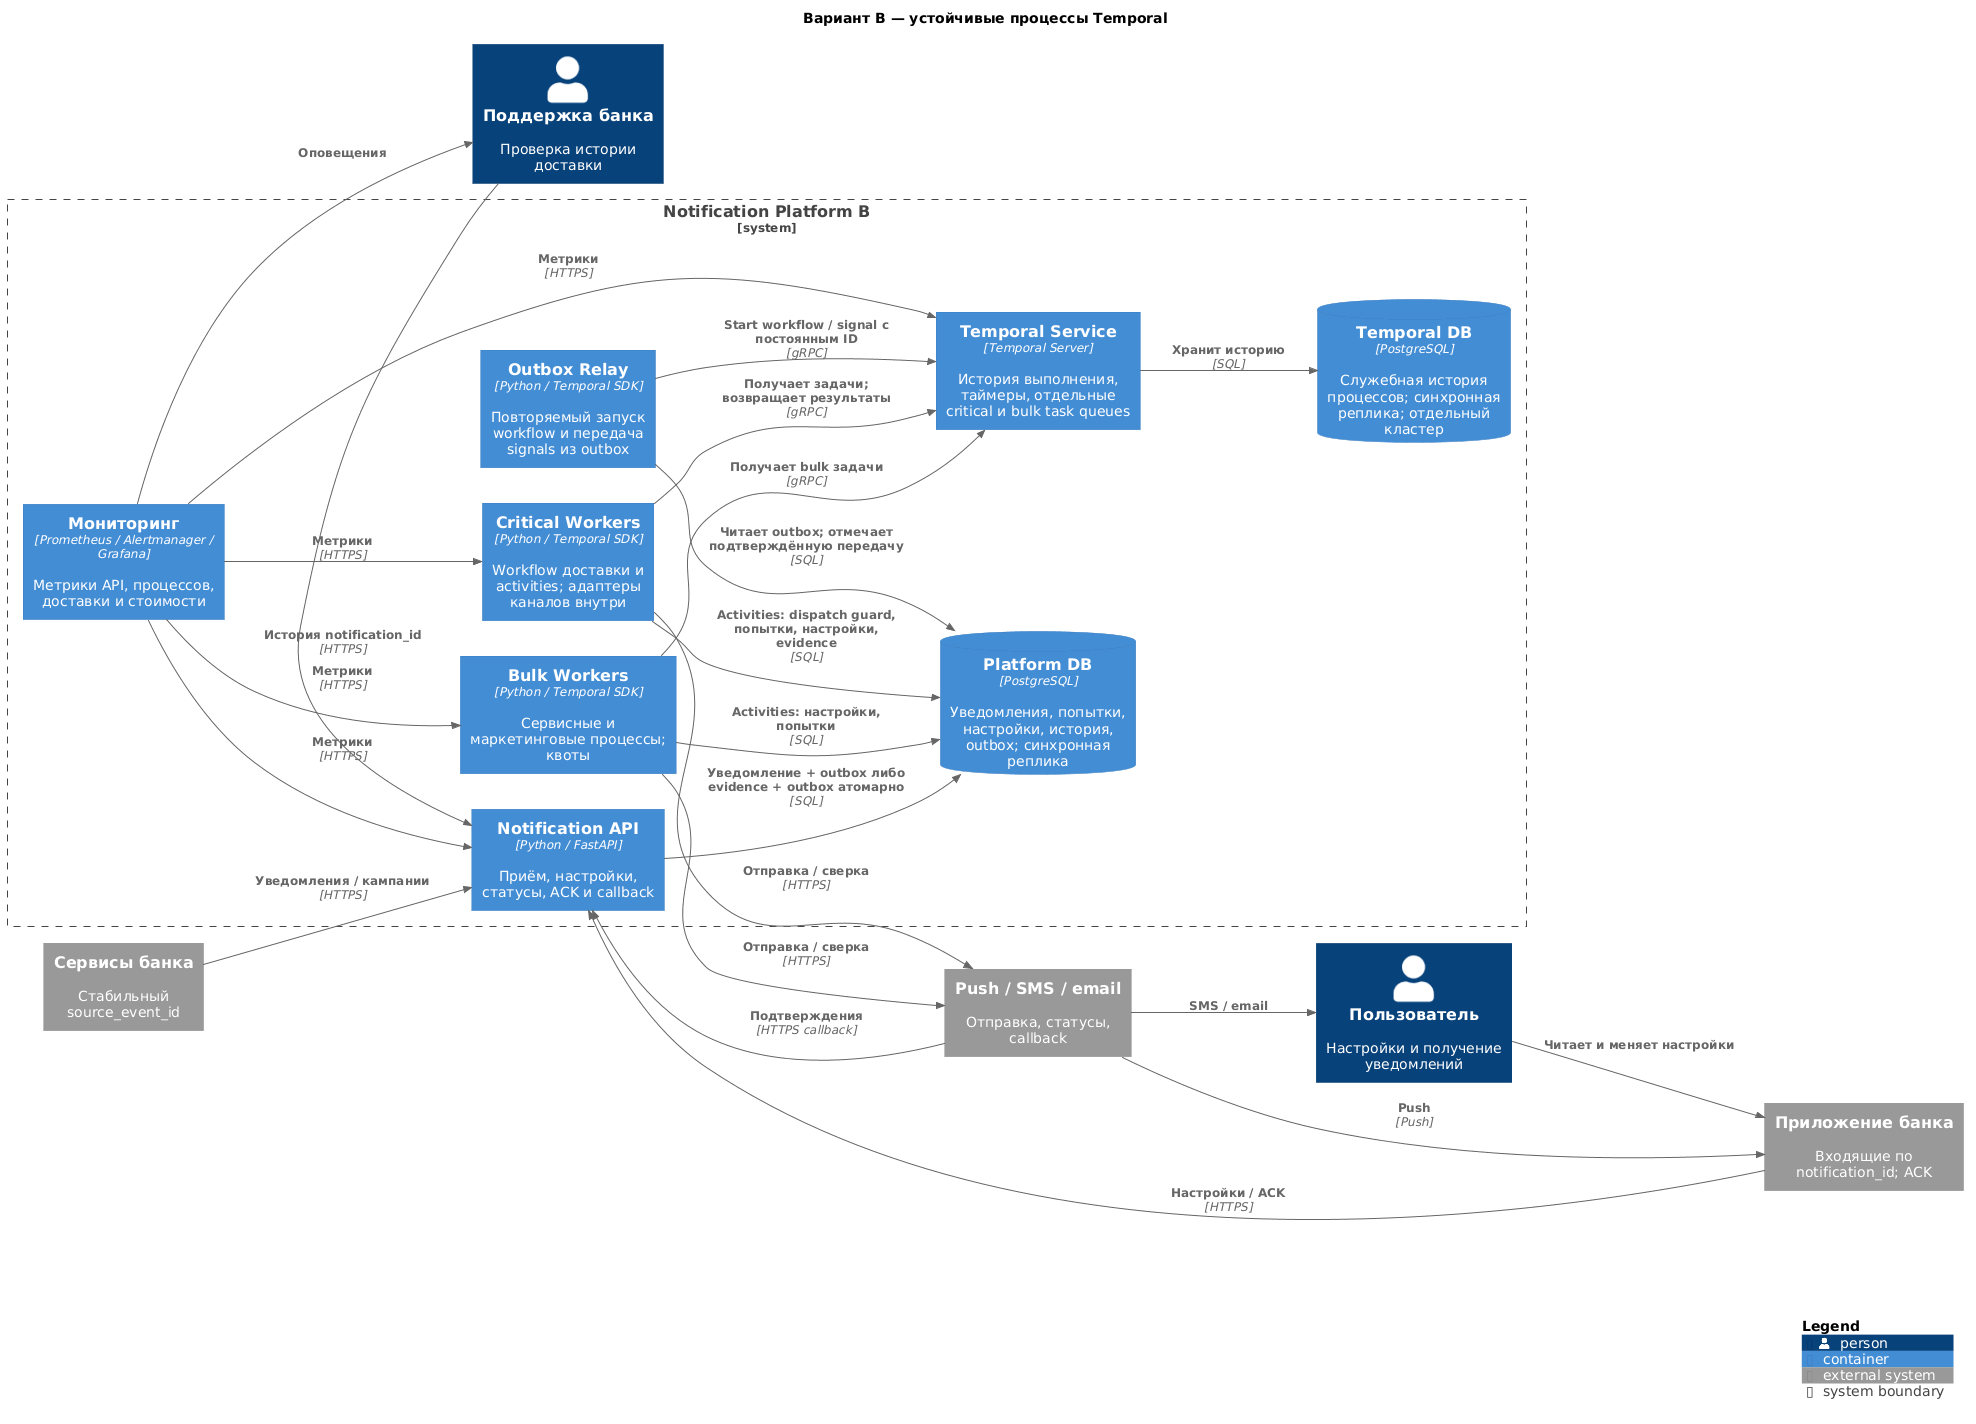 Вариант B — устойчивые процессы Temporal
Поддержка банка
Проверка истории
доставки
Оповещения
Notification Platform B
[system]
Метрики
[HTTPS]
Start workflow / signal с
постоянным ID
[gRPC]
Temporal Service
[Temporal Server]
История выполнения,
таймеры, отдельные
critical и bulk task queues
Хранит историю
[SQL]
Temporal DB
[PostgreSQL]
Служебная история
процессов; синхронная
реплика; отдельный
кластер
Outbox Relay
[Python / Temporal SDK]
Повторяемый запуск
workflow и передача
signals из outbox
Получает задачи;
возвращает результаты
[gRPC]
Получает bulk задачи
[gRPC]
Мониторинг
[Prometheus / Alertmanager /
Grafana]
Метрики API, процессов,
доставки и стоимости
Метрики
[HTTPS]
Critical Workers
[Python / Temporal SDK]
Workflow доставки и
activities; адаптеры
каналов внутри
Читает outbox; отмечает
подтверждённую передачу
[SQL]
Activities: dispatch guard,
попытки, настройки,
evidence
[SQL]
История notification_id
[HTTPS]
Метрики
[HTTPS]
Bulk Workers
[Python / Temporal SDK]
Сервисные и
маркетинговые процессы;
квоты
Activities: настройки,
попытки
[SQL]
Platform DB
[PostgreSQL]
Уведомления, попытки,
настройки, история,
outbox; синхронная
реплика
Метрики
[HTTPS]
Уведомление + outbox либо
evidence + outbox атомарно
[SQL]
Notification API
[Python / FastAPI]
Приём, настройки,
статусы, ACK и callback
Уведомления / кампании
[HTTPS]
Отправка / сверка
[HTTPS]
Сервисы банка
Стабильный
source_event_id
Отправка / сверка
[HTTPS]
Подтверждения
[HTTPS callback]
Push / SMS / email
Отправка, статусы,
callback
SMS / email
Пользователь
Настройки и получение
уведомлений
Читает и меняет настройки
Push
[Push]
Приложение банка
Входящие по
notification_id; ACK
Настройки / ACK
[HTTPS]
Legend
person
container
external system
system boundary